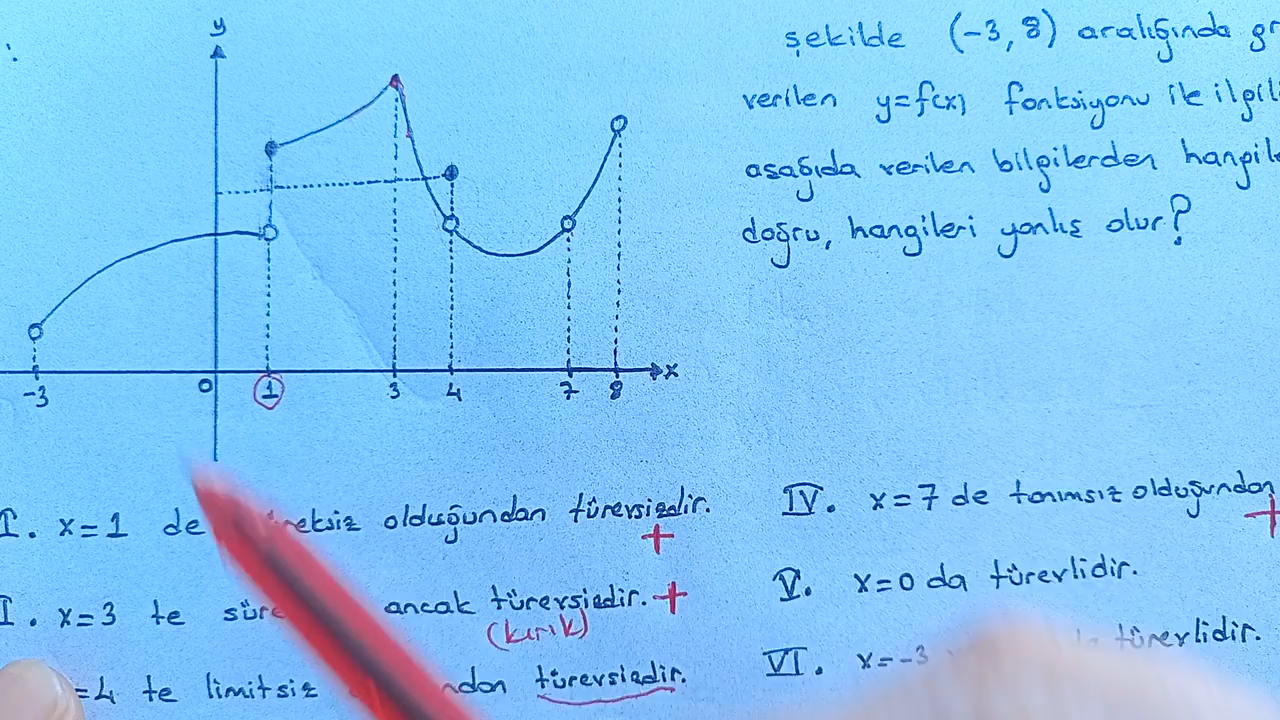 y
şekilde (-3, 8) aralığında gr
verilen y=f(x) fonksiyonu ile ilgili
aşağıda verilen bilgilerden hangile
doğru, hangileri yanlış olur?
-3 0 1 3 4 7 8 x
I. x=1 de olduğundan türevsizdir. +
I. x=3 te ancak türevsizdir. +
(kırık)
=4 te limitsiz türevsizdir.
IV. x=7 de tanımsız olduğundan +
V. x=0 da türevlidir.
VI. x=-3 türevlidir.